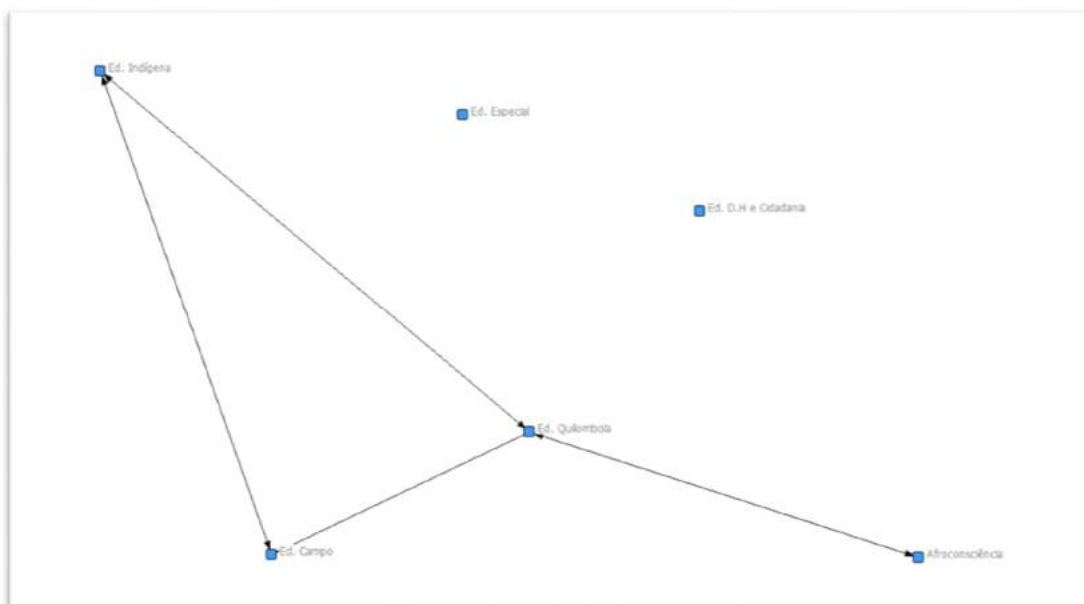 Ed. Indígena
Ed. Especial
Ed. D.H e Cidadania
Ed. Quilombola
Ed. Campo
Afroconsciência